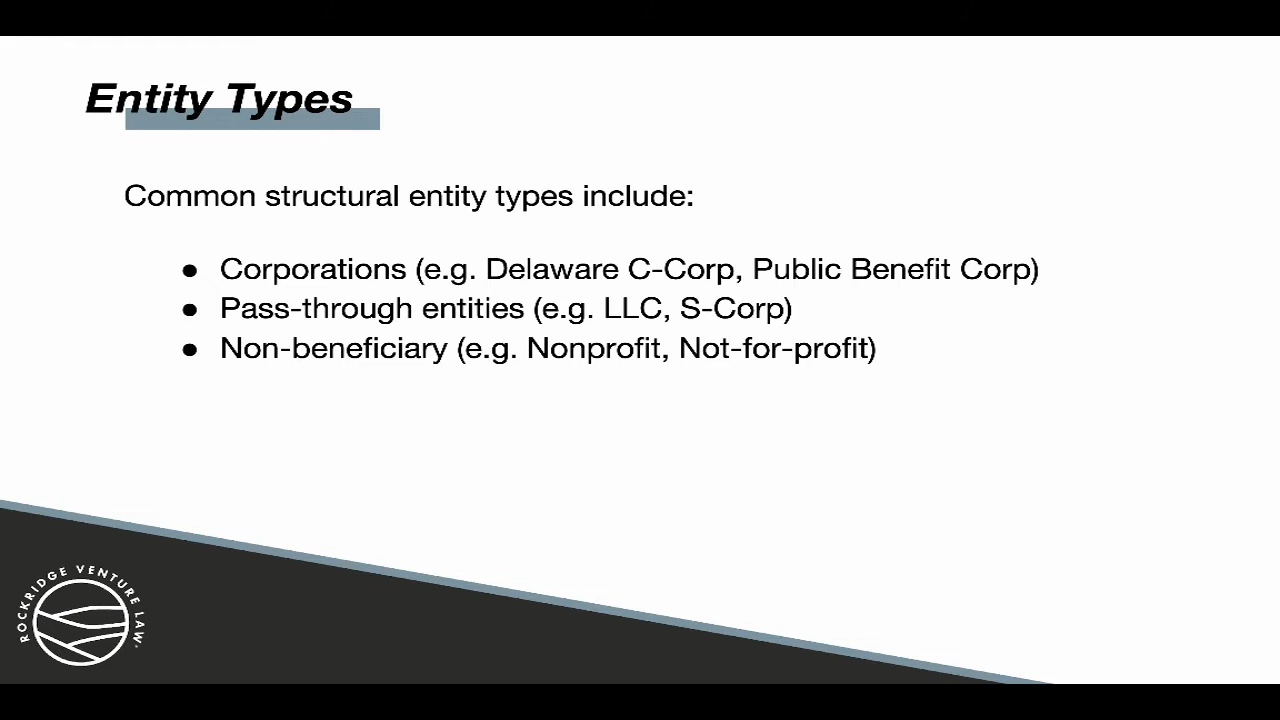 Entity Types
Common structural entity types include:
● Corporations (e.g. Delaware C-Corp, Public Benefit Corp)
● Pass-through entities (e.g. LLC, S-Corp)
● Non-beneficiary (e.g. Nonprofit, Not-for-profit)
ROCKRIDGE VENTURE LAW